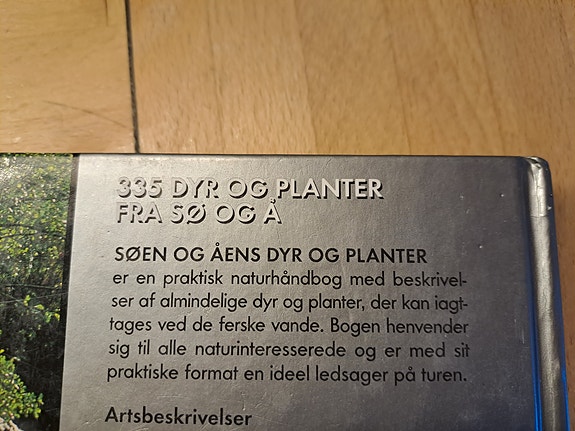 335 DYR OG PLANTER
FRA SØ OG Å
SØEN OG ÅENS DYR OG PLANTER
er en praktisk naturhåndbog med beskrivel-
ser af almindelige dyr og planter, der kan iagt-
tages ved de ferske vande. Bogen henvender
sig til alle naturinteresserede og er med sit
praktiske format en ideel ledsager på turen.
Artsbeskrivelser